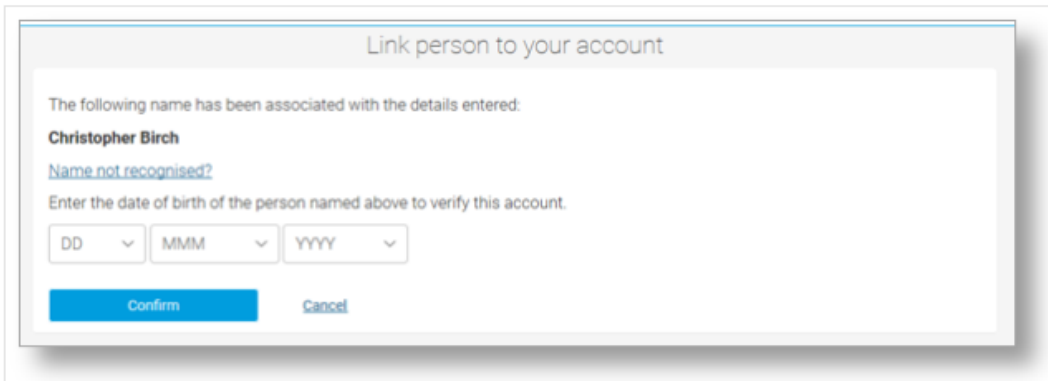 Link person to your account
The following name has been associated with the details entered:
Christopher Birch
Name not recognised?
Enter the date of birth of the person named above to verify this account.
DD MMM YYYY
Confirm Cancel